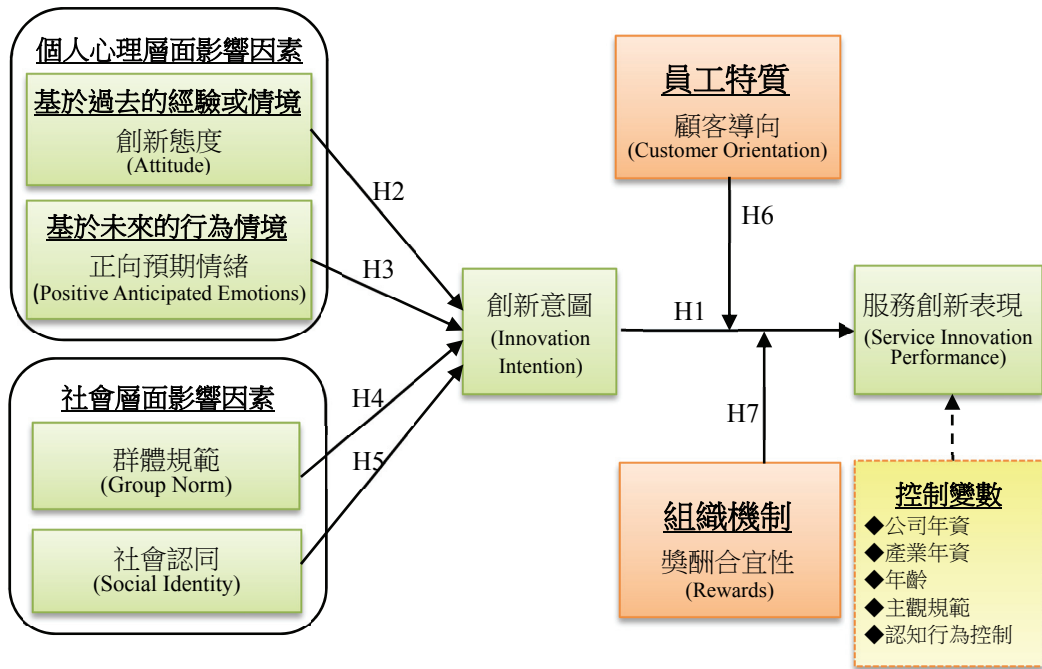 個人心理層面影響因素
基於過去的經驗或情境
創新態度
(Attitude)
基於未來的行為情境
正向預期情緒
(Positive Anticipated Emotions)
社會層面影響因素
群體規範
(Group Norm)
社會認同
(Social Identity)
H2
H3
H4
H5
創新意圖
(Innovation
Intention)
員工特質
顧客導向
(Customer Orientation)
H6
H1
H7
組織機制
獎酬合宜性
(Rewards)
服務創新表現
(Service Innovation
Performance)
控制變數
◆公司年資
◆產業年資
◆年齡
◆主觀規範
◆認知行為控制